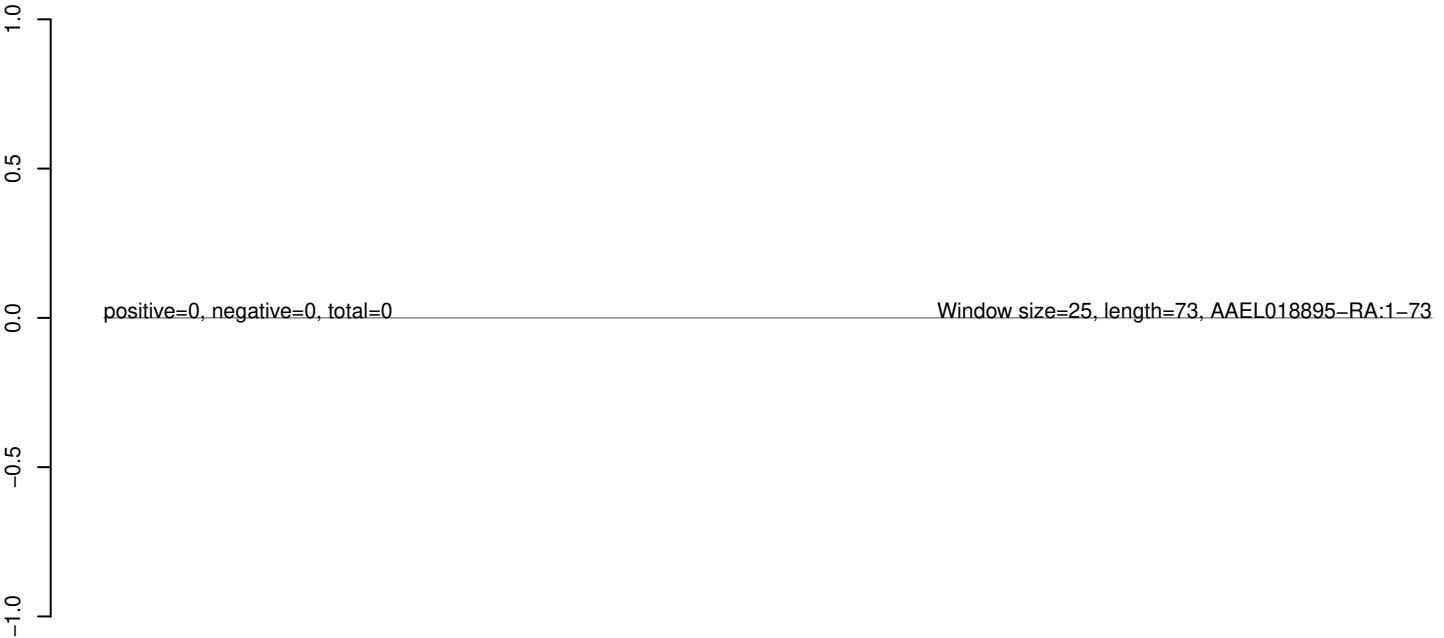 1.0
0.5
0.0
−0.5
−1.0
positive=0, negative=0, total=0
Window size=25, length=73, AAEL018895−RA:1−73